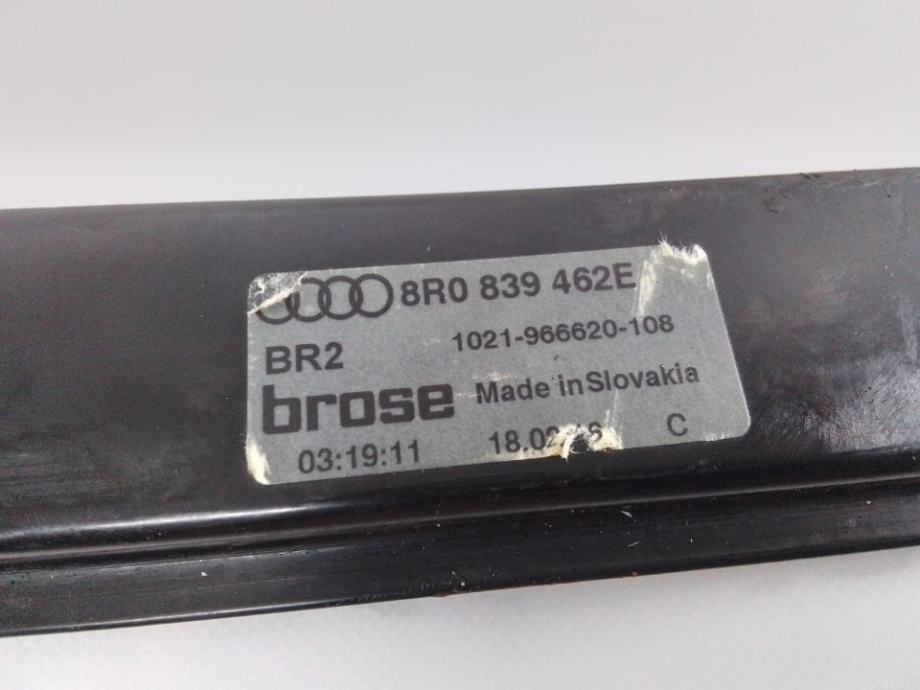 8R0 839 462E
1021-966620-108
BR2
brose
Made in Slovakia
03:19:11
C